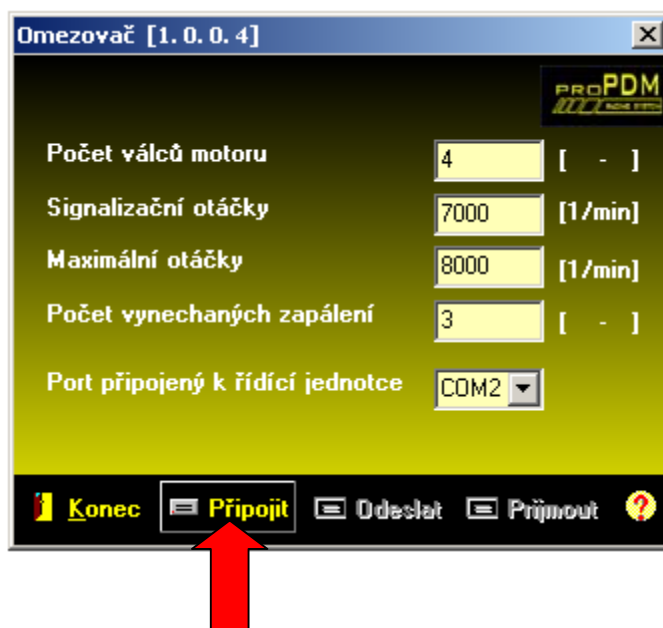 Omezovač [1.0.0.4]
PROPDM
Počet válců motoru 4 [ - ]
Signalizační otáčky 7000 [1/min]
Maximální otáčky 8000 [1/min]
Počet vynechaných zapálení 3 [ - ]
Port připojený k řídící jednotce COM2
Konec Připojit Odeslat Prijmout ?